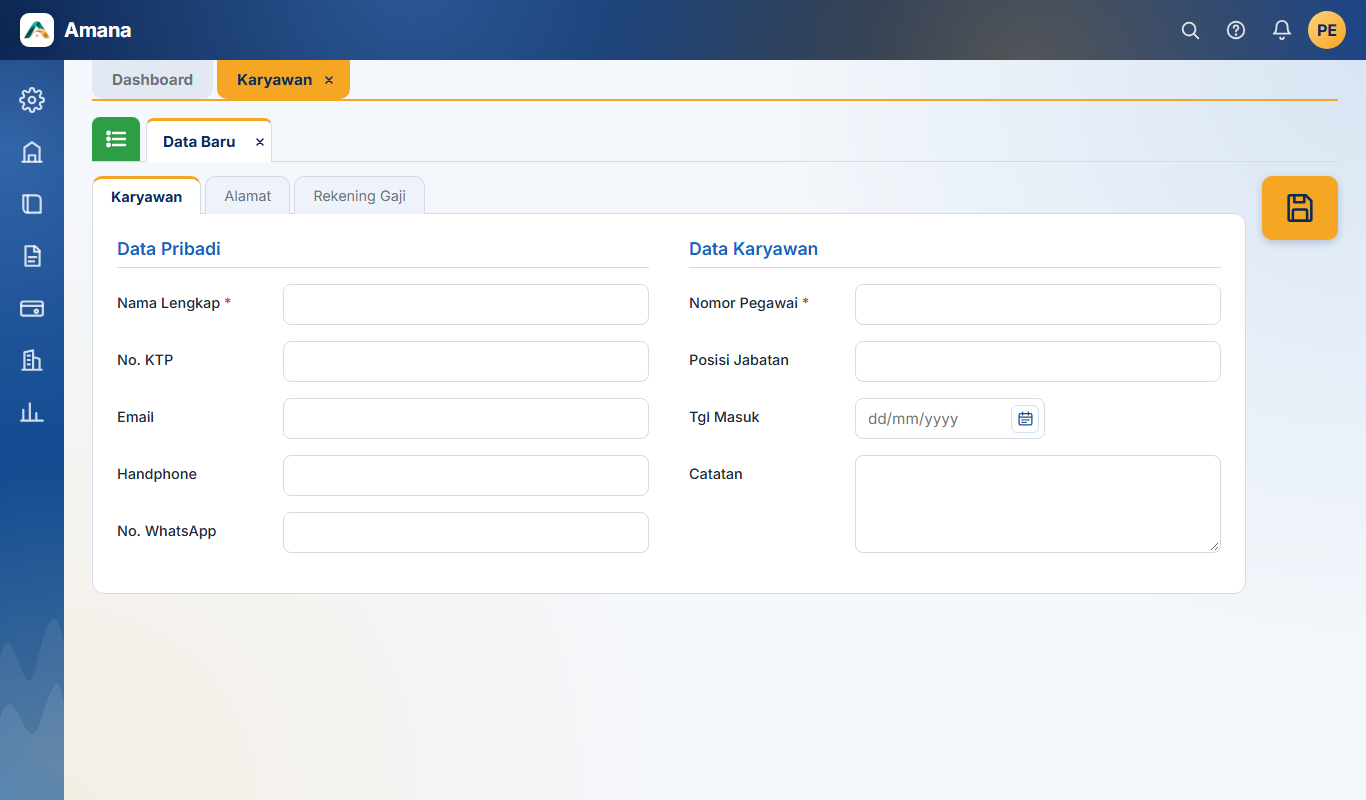 Amana
PE
Dashboard
Karyawan ×
Data Baru ×
Karyawan
Alamat
Rekening Gaji
Data Pribadi
Nama Lengkap *
No. KTP
Email
Handphone
No. WhatsApp
Data Karyawan
Nomor Pegawai *
Posisi Jabatan
Tgl Masuk
dd/mm/yyyy
Catatan